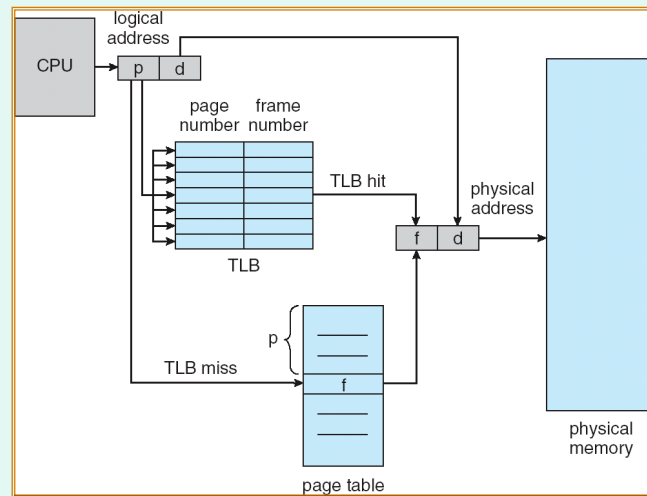 logical
address
CPU
p d
page frame
number number
TLB hit
physical
address
f d
TLB
p
TLB miss
f
physical
memory
page table